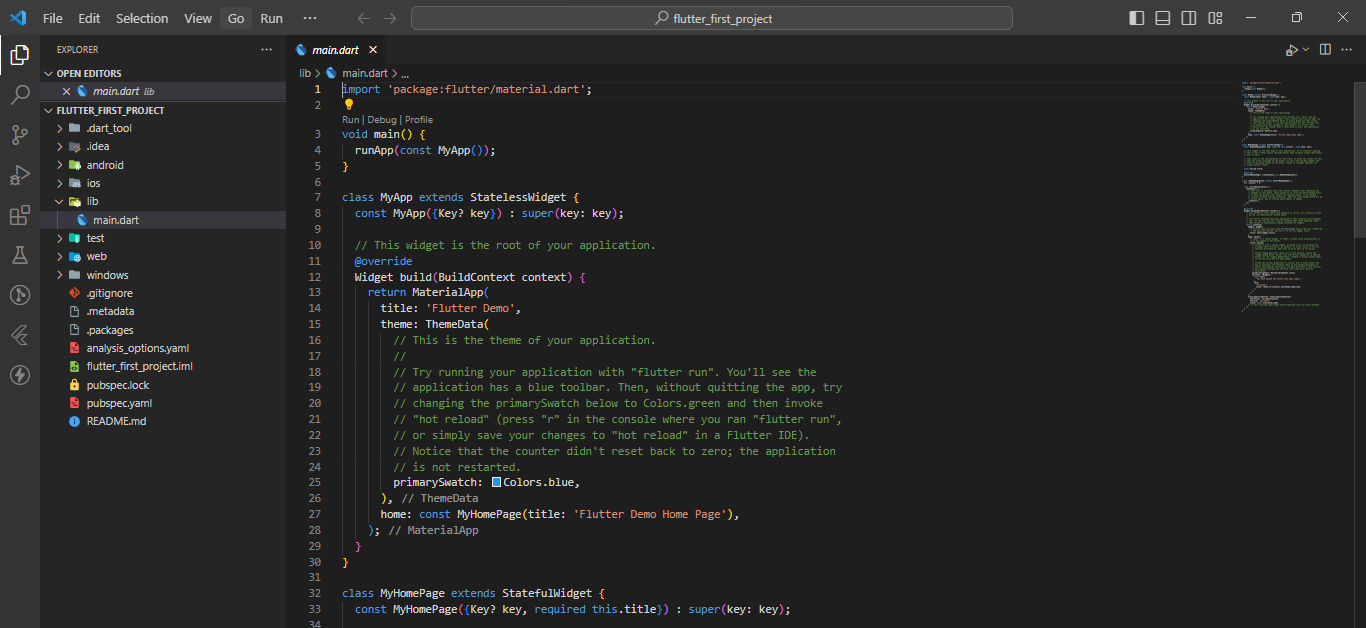 File Edit Selection View Go Run ···
flutter_first_project
EXPLORER
OPEN EDITORS
main.dart lib
FLUTTER_FIRST_PROJECT
.dart_tool
.idea
android
ios
lib
main.dart
test
web
windows
.gitignore
.metadata
.packages
analysis_options.yaml
flutter_first_project.iml
pubspec.lock
pubspec.yaml
README.md
main.dart
lib > main.dart > ...
1 import 'package:flutter/material.dart';
2
Run | Debug | Profile
3 void main() {
4 runApp(const MyApp());
5 }
6
7 class MyApp extends StatelessWidget {
8 const MyApp({Key? key}) : super(key: key);
9
10 // This widget is the root of your application.
11 @override
12 Widget build(BuildContext context) {
13 return MaterialApp(
14 title: 'Flutter Demo',
15 theme: ThemeData(
16 // This is the theme of your application.
17 //
18 // Try running your application with "flutter run". You'll see the
19 // application has a blue toolbar. Then, without quitting the app, try
20 // changing the primarySwatch below to Colors.green and then invoke
21 // "hot reload" (press "r" in the console where you ran "flutter run",
22 // or simply save your changes to "hot reload" in a Flutter IDE).
23 // Notice that the counter didn't reset back to zero; the application
24 // is not restarted.
25 primarySwatch: Colors.blue,
26 ), // ThemeData
27 home: const MyHomePage(title: 'Flutter Demo Home Page'),
28 ); // MaterialApp
29 }
30 }
31
32 class MyHomePage extends StatefulWidget {
33 const MyHomePage({Key? key, required this.title}) : super(key: key);
34